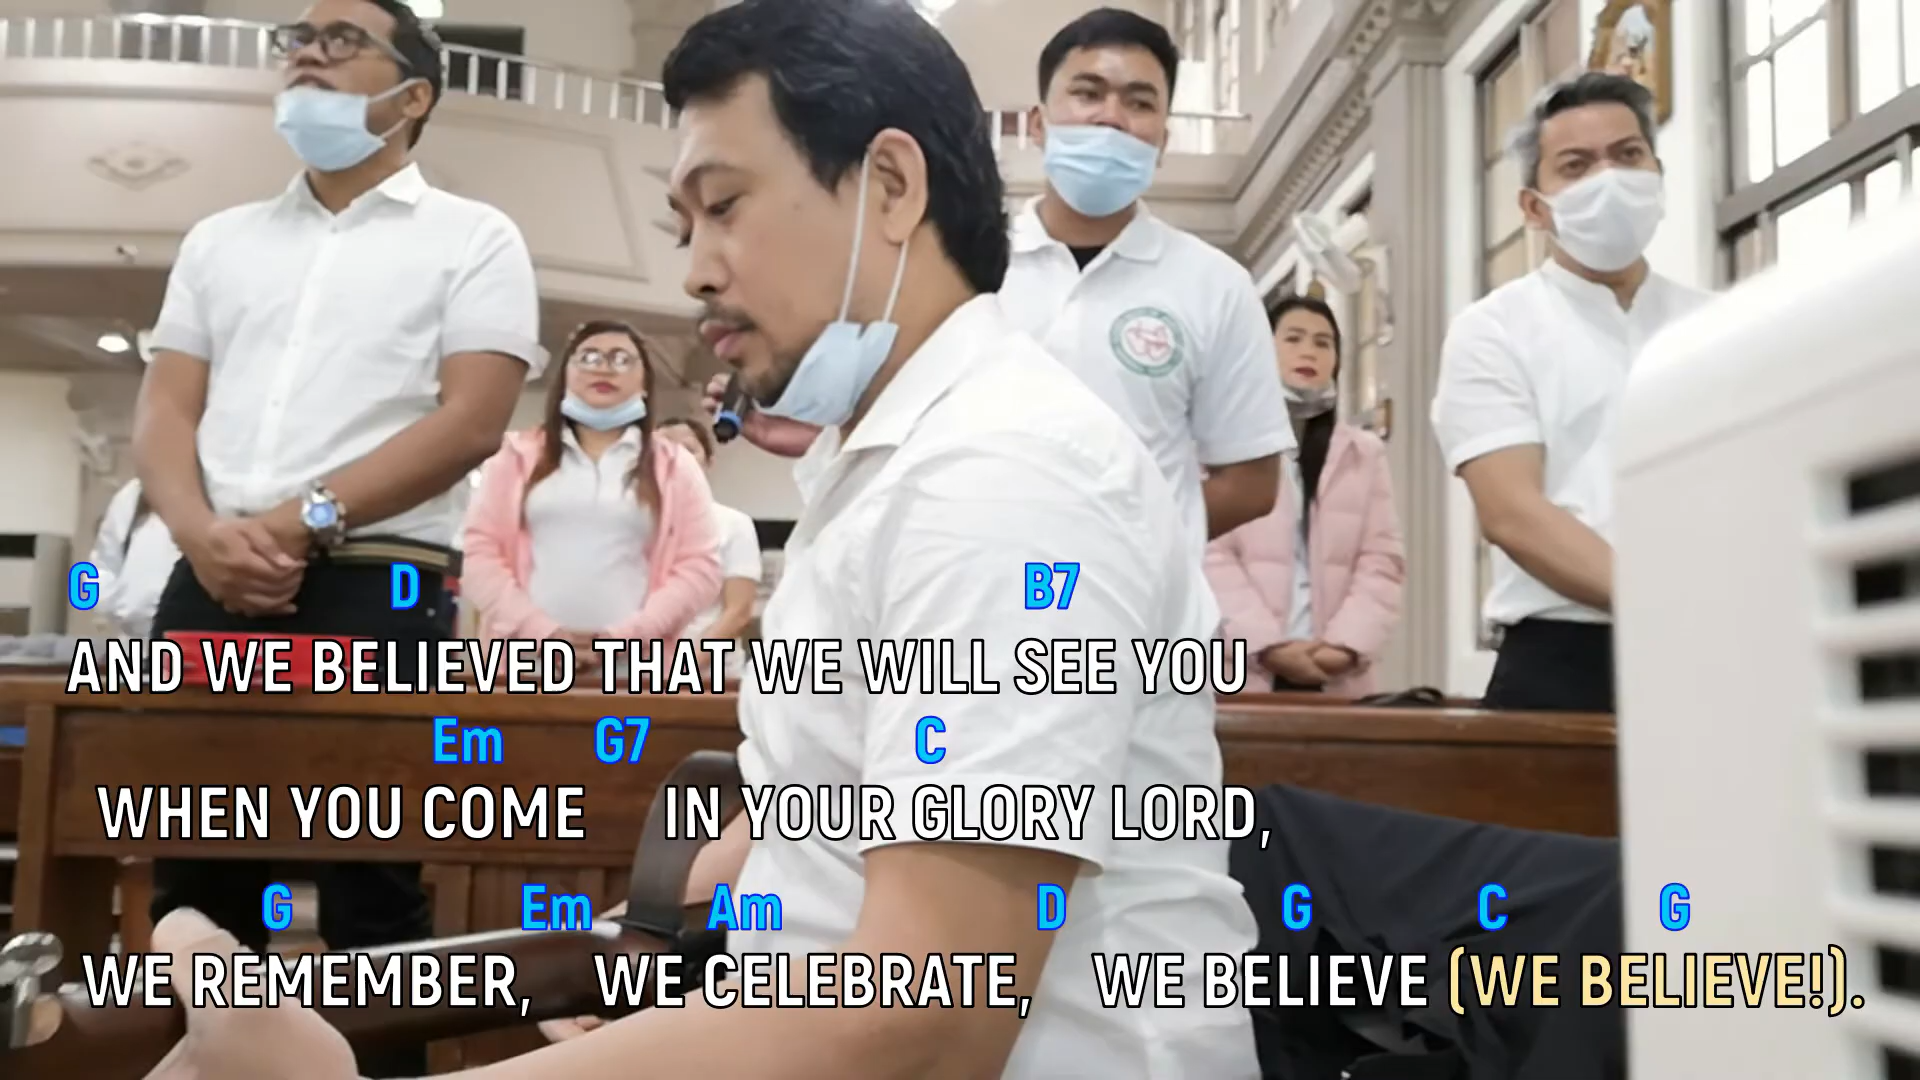 G D B7
AND WE BELIEVED THAT WE WILL SEE YOU
Em G7 C
WHEN YOU COME IN YOUR GLORY LORD,
G Em Am D G C G
WE REMEMBER, WE CELEBRATE, WE BELIEVE (WE BELIEVE!).